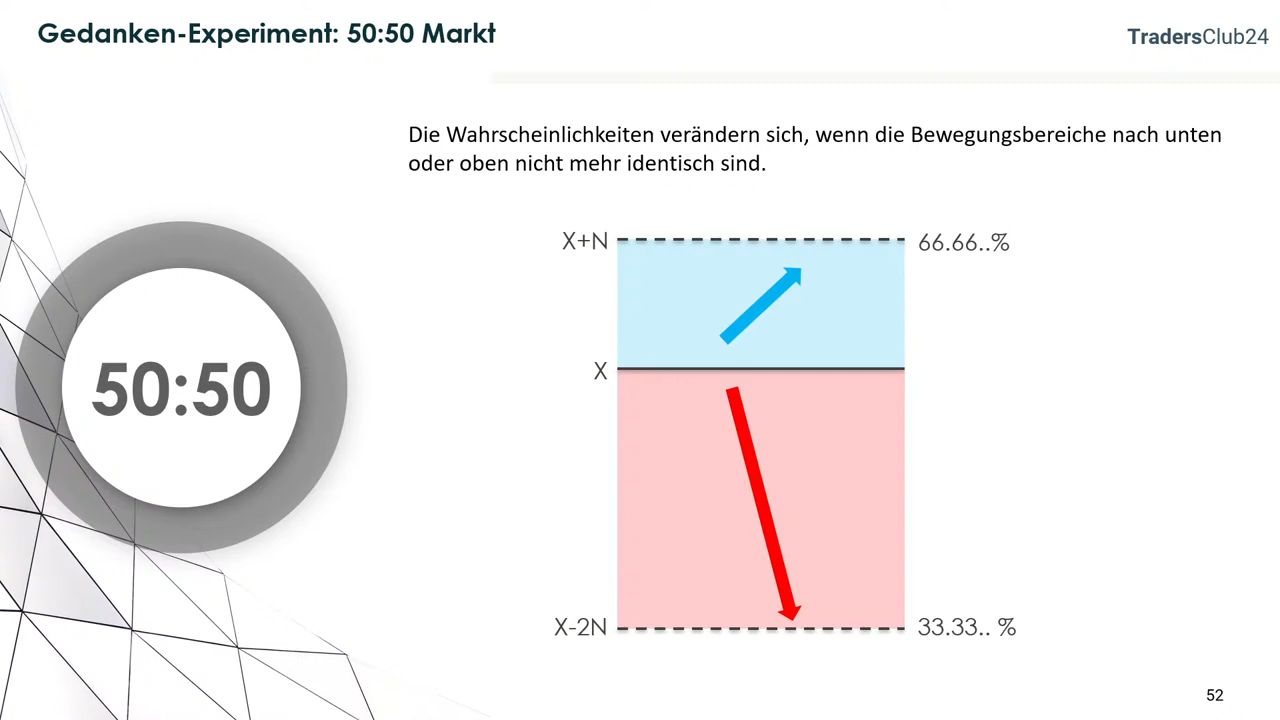 Gedanken-Experiment: 50:50 Markt
TradersClub24
Die Wahrscheinlichkeiten verändern sich, wenn die Bewegungsbereiche nach unten
oder oben nicht mehr identisch sind.
X+N
66.66..%
50:50
X
X-2N
33.33.. %
52